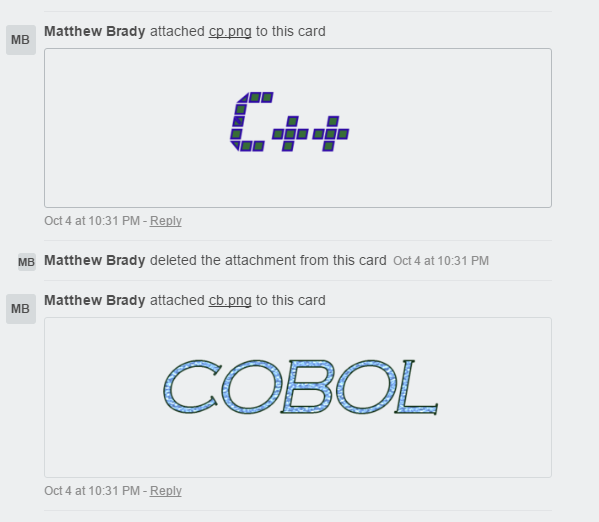 MB
Matthew Brady attached cp.png to this card
C++
Oct 4 at 10:31 PM - Reply
MB
Matthew Brady deleted the attachment from this card Oct 4 at 10:31 PM
MB
Matthew Brady attached cb.png to this card
COBOL
Oct 4 at 10:31 PM - Reply